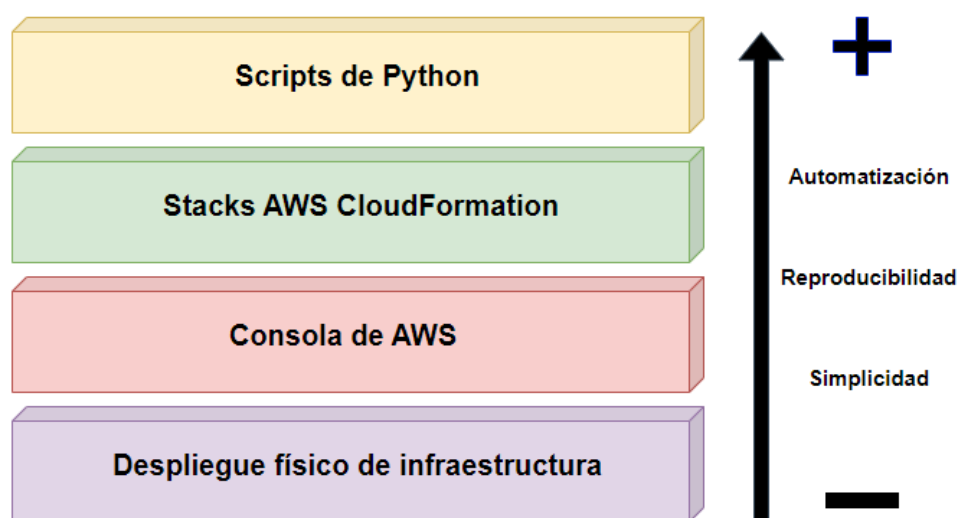 Scripts de Python
Stacks AWS CloudFormation
Consola de AWS
Despliegue físico de infraestructura
+
Automatización
Reproducibilidad
Simplicidad
−